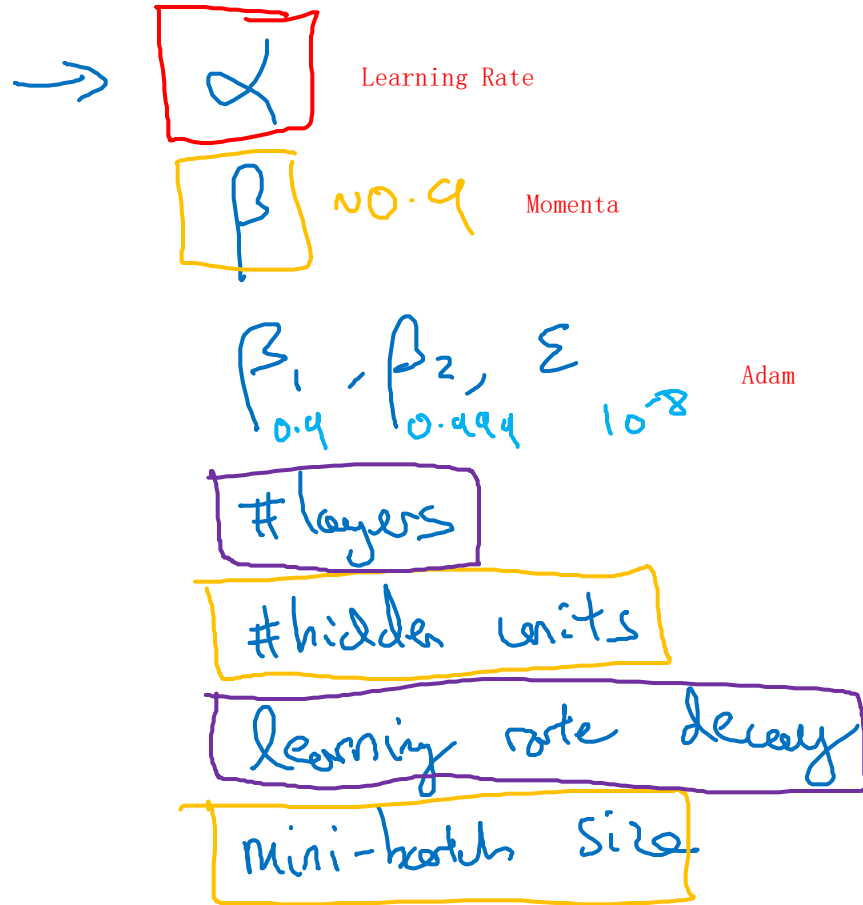 α Learning Rate
β ~0.9 Momenta
β₁, β₂, ε Adam
0.9 0.999 10⁻⁸
#layers
#hidden units
learning rate decay
mini-batch size